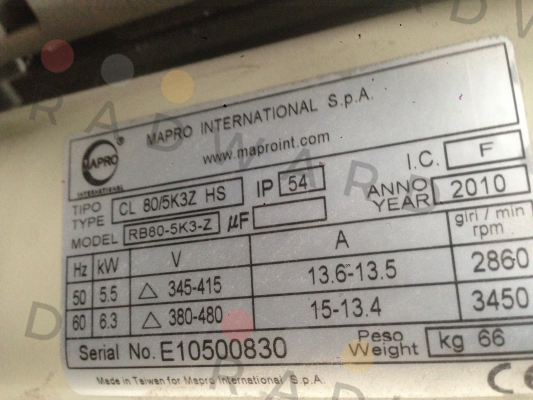 MAPRO INTERNATIONAL S.p.A.
www.maproint.com
MAPRO
INTERNATIONAL
TIPO
TYPE CL 80/5K3Z HS IP 54 I.C. F
MODEL RB80-5K3-Z µF ANNO
YEAR 2010
Hz kW V A giri / min
rpm
50 5.5 △ 345-415 13.6-13.5 2860
60 6.3 △ 380-480 15-13.4 3450
Serial No. E10500830 Peso
Weight kg 66
Made in Taiwan for Mapro International S.p.A. CE
RADWARD
RADWARD